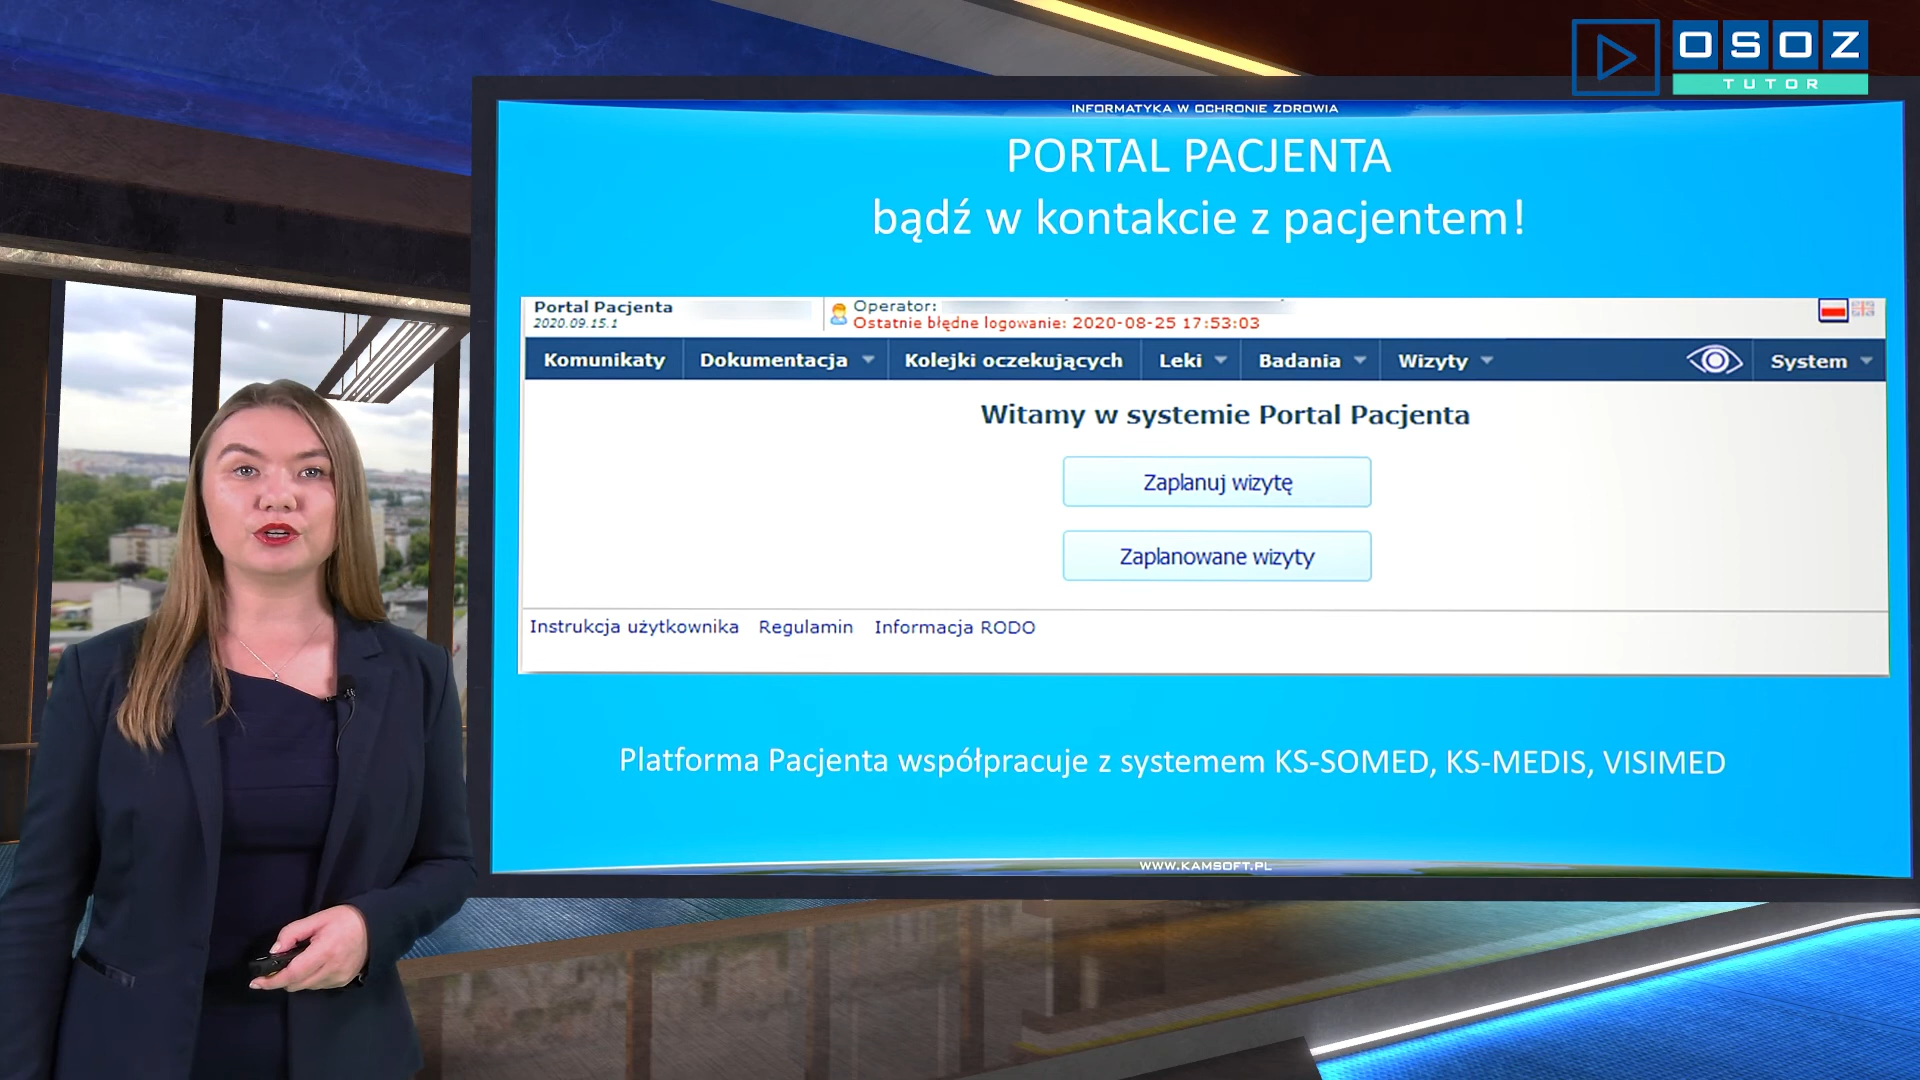 OSOZ
TUTOR
INFORMATYKA W OCHRONIE ZDROWIA
PORTAL PACJENTA
bądź w kontakcie z pacjentem!
Portal Pacjenta
2020.09.15.1
Operator:
Ostatnie błędne logowanie: 2020-08-25 17:53:03
Komunikaty Dokumentacja Kolejki oczekujących Leki Badania Wizyty System
Witamy w systemie Portal Pacjenta
Zaplanuj wizytę
Zaplanowane wizyty
Instrukcja użytkownika Regulamin Informacja RODO
Platforma Pacjenta współpracuje z systemem KS-SOMED, KS-MEDIS, VISIMED
WWW.KAMSOFT.PL